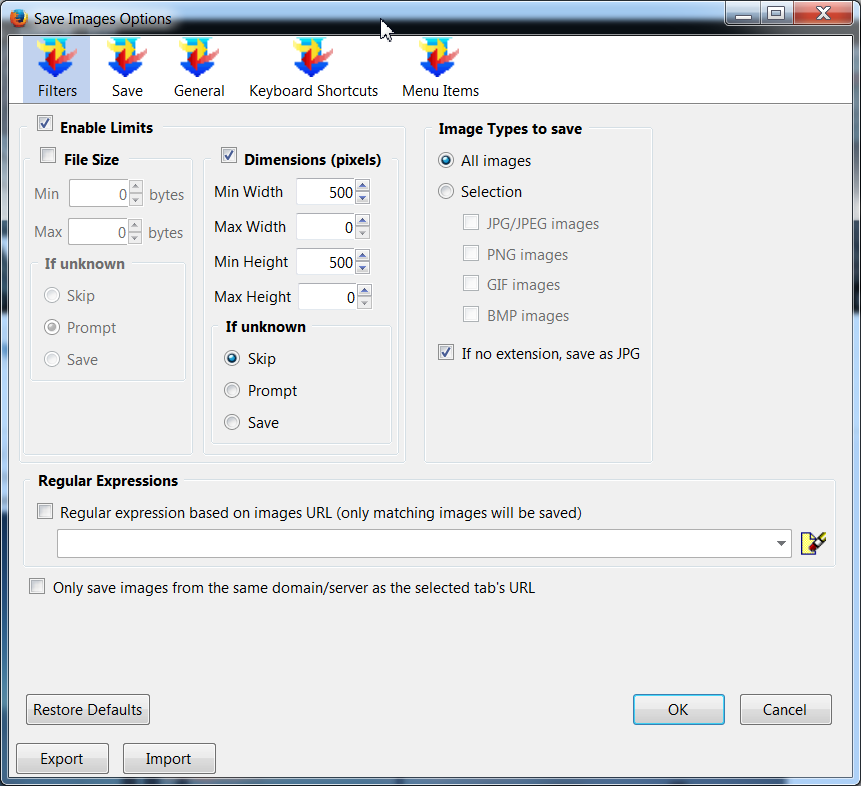 Save Images Options
Filters Save General Keyboard Shortcuts Menu Items
Enable Limits
File Size
Min 0 bytes
Max 0 bytes
If unknown
Skip
Prompt
Save
Dimensions (pixels)
Min Width 500
Max Width 0
Min Height 500
Max Height 0
If unknown
Skip
Prompt
Save
Image Types to save
All images
Selection
JPG/JPEG images
PNG images
GIF images
BMP images
If no extension, save as JPG
Regular Expressions
Regular expression based on images URL (only matching images will be saved)
Only save images from the same domain/server as the selected tab's URL
Restore Defaults OK Cancel
Export Import